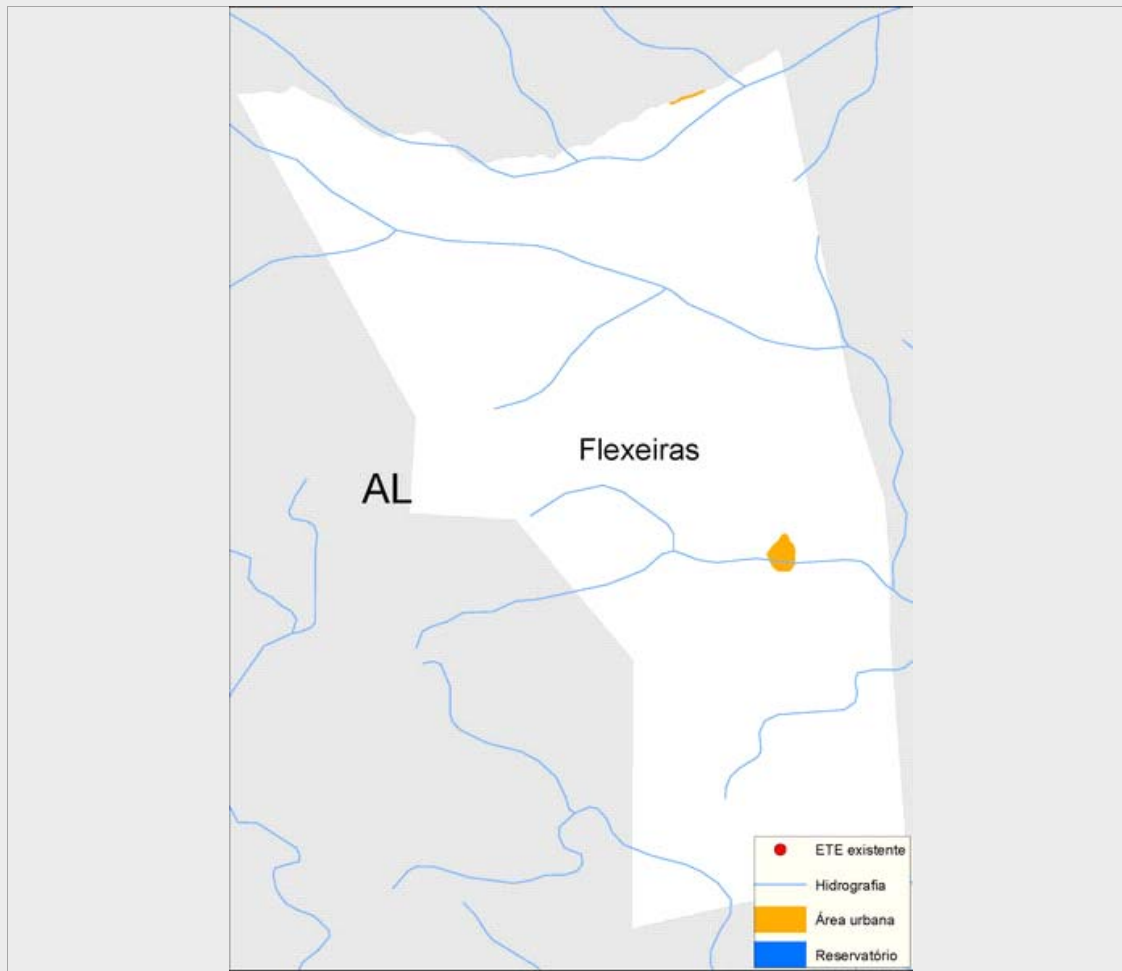 Flexeiras
AL
ETE existente
Hidrografia
Área urbana
Reservatório